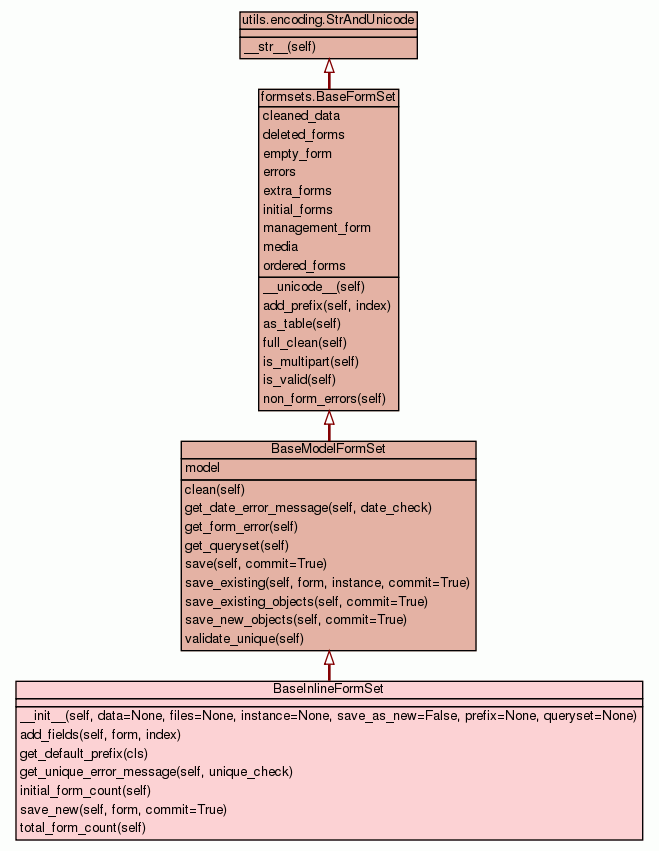 utils.encoding.StrAndUnicode
__str__(self)
formsets.BaseFormSet
cleaned_data
deleted_forms
empty_form
errors
extra_forms
initial_forms
management_form
media
ordered_forms
__unicode__(self)
add_prefix(self, index)
as_table(self)
full_clean(self)
is_multipart(self)
is_valid(self)
non_form_errors(self)
BaseModelFormSet
model
clean(self)
get_date_error_message(self, date_check)
get_form_error(self)
get_queryset(self)
save(self, commit=True)
save_existing(self, form, instance, commit=True)
save_existing_objects(self, commit=True)
save_new_objects(self, commit=True)
validate_unique(self)
BaseInlineFormSet
__init__(self, data=None, files=None, instance=None, save_as_new=False, prefix=None, queryset=None)
add_fields(self, form, index)
get_default_prefix(cls)
get_unique_error_message(self, unique_check)
initial_form_count(self)
save_new(self, form, commit=True)
total_form_count(self)